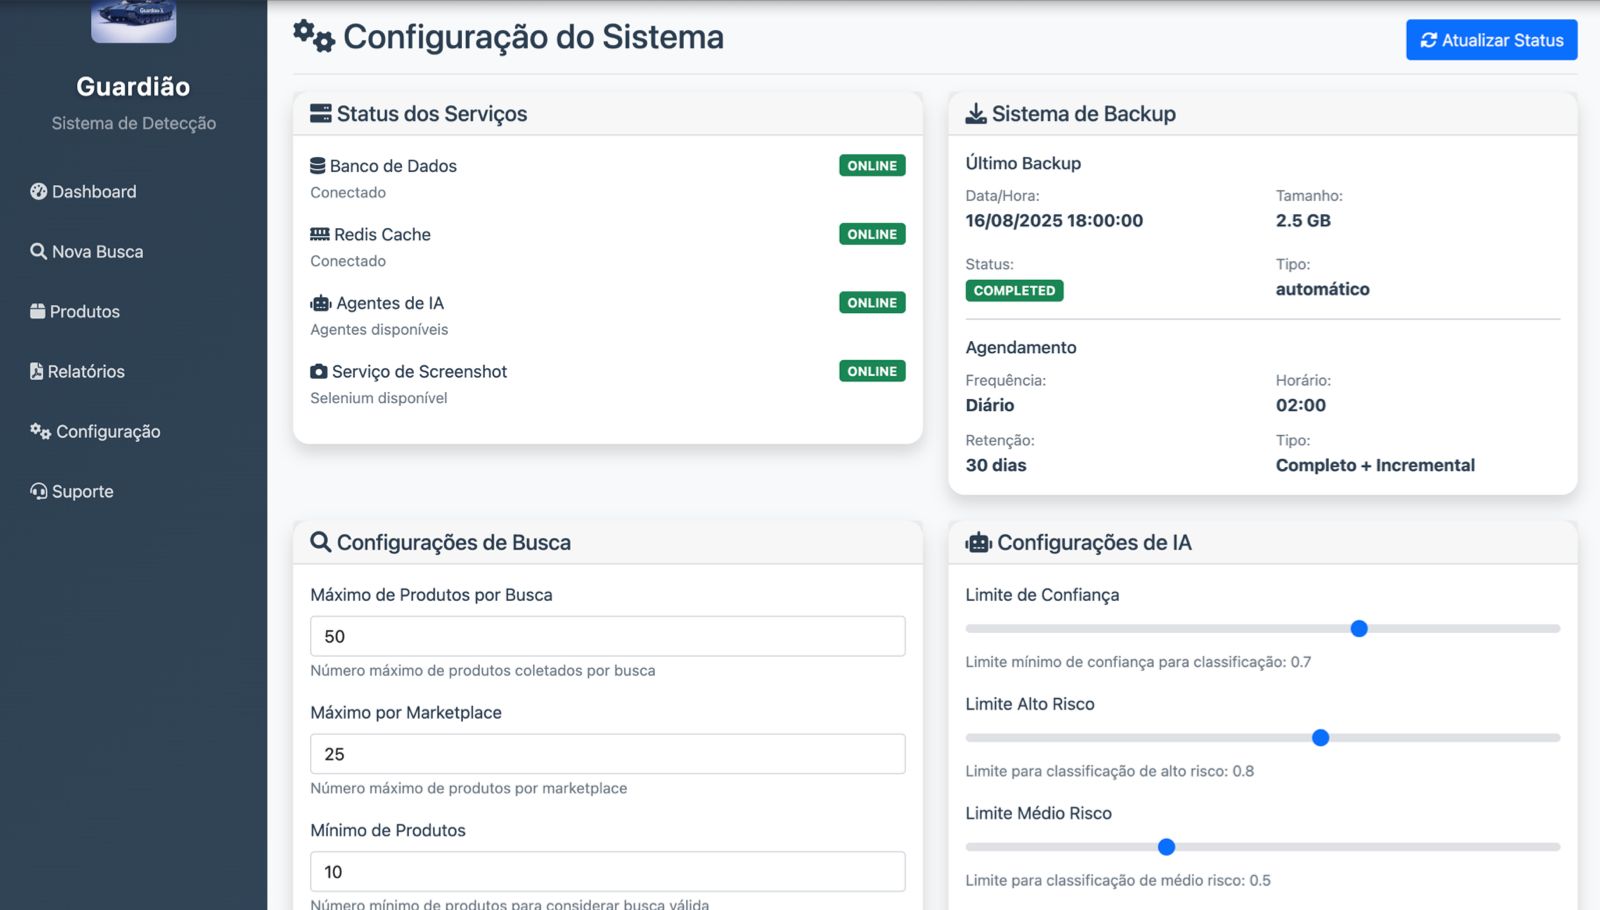 Guardião
Sistema de Detecção
Dashboard
Nova Busca
Produtos
Relatórios
Configuração
Suporte
Configuração do Sistema
Atualizar Status
Status dos Serviços
Banco de Dados
ONLINE
Conectado
Redis Cache
ONLINE
Conectado
Agentes de IA
ONLINE
Agentes disponíveis
Serviço de Screenshot
ONLINE
Selenium disponível
Sistema de Backup
Último Backup
Data/Hora:
16/08/2025 18:00:00
Tamanho:
2.5 GB
Status:
COMPLETED
Tipo:
automático
Agendamento
Frequência:
Diário
Horário:
02:00
Retenção:
30 dias
Tipo:
Completo + Incremental
Configurações de Busca
Máximo de Produtos por Busca
50
Número máximo de produtos coletados por busca
Máximo por Marketplace
25
Número máximo de produtos por marketplace
Mínimo de Produtos
10
Número mínimo de produtos para considerar busca válida
Configurações de IA
Limite de Confiança
Limite mínimo de confiança para classificação: 0.7
Limite Alto Risco
Limite para classificação de alto risco: 0.8
Limite Médio Risco
Limite para classificação de médio risco: 0.5